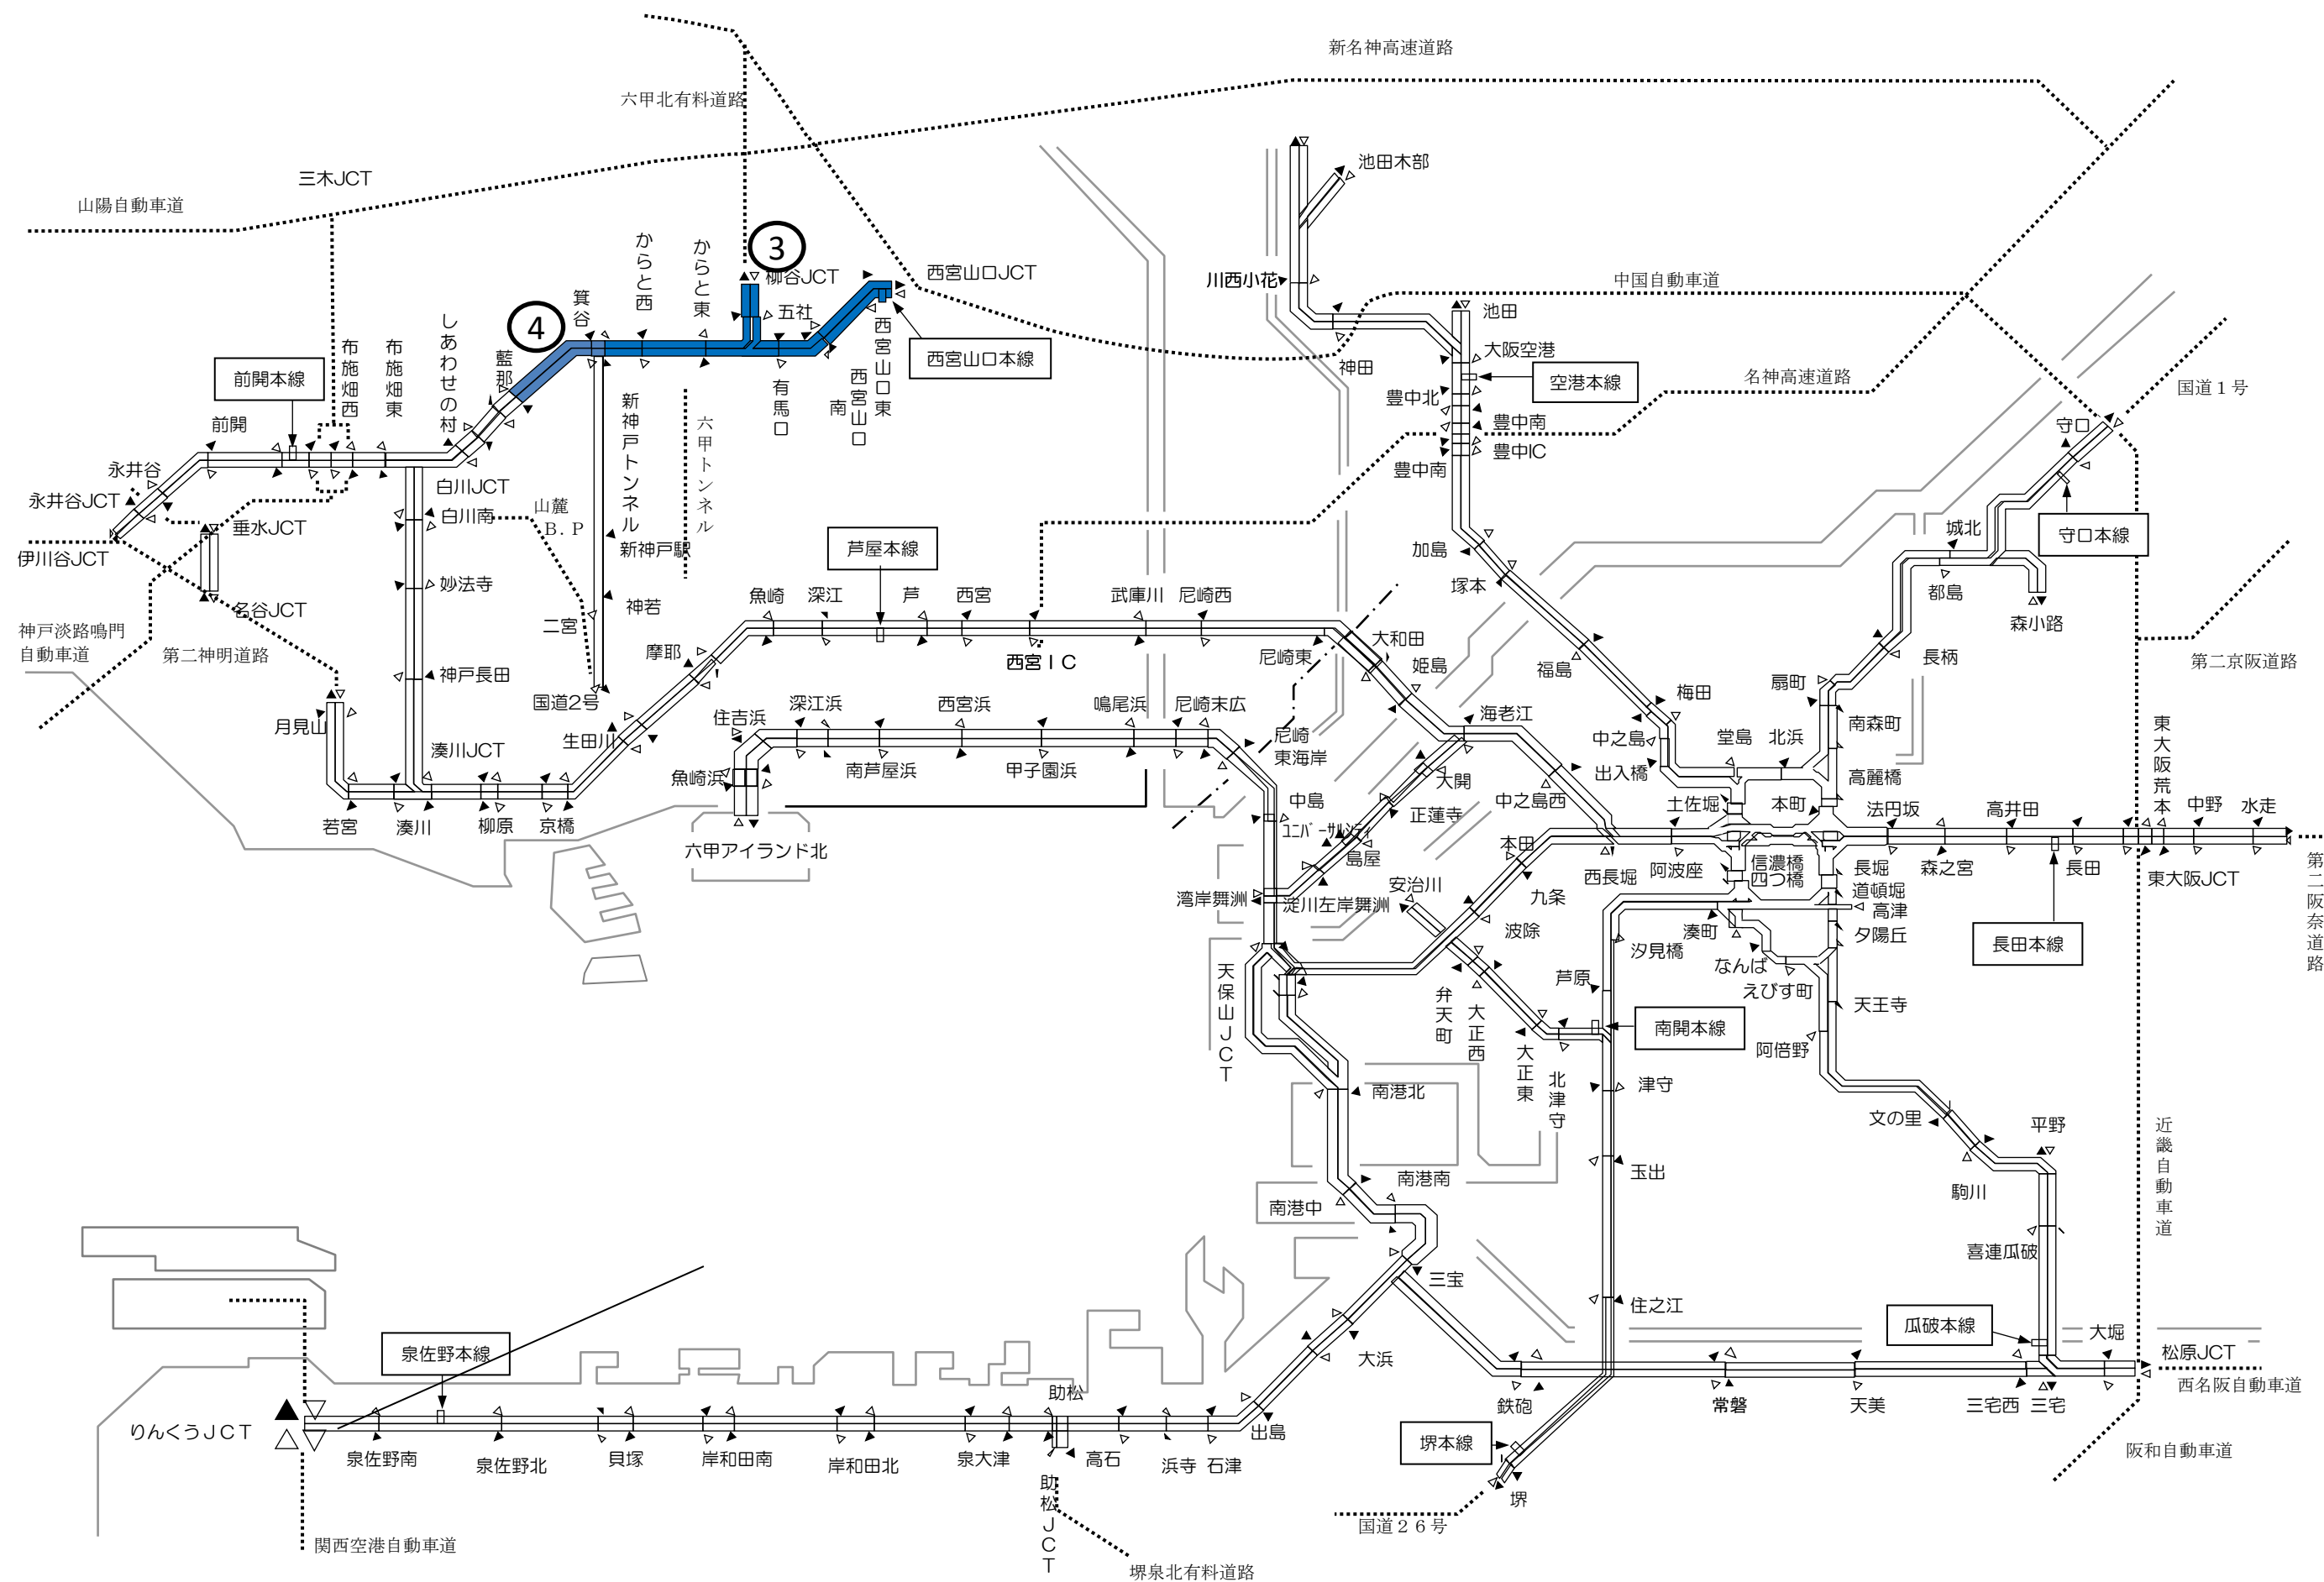 新名神高速道路
六甲北有料道路
三木JCT
山陽自動車道
池田木部
③
柳谷JCT
西宮山口JCT
からと西
からと東
五社
川西小花
中国自動車道
④
箕谷
池田
しあわせの村
藍那
布施畑西
布施畑東
前開本線
西宮山口東
西宮山口南
西宮山口本線
有馬口
神田
大阪空港
空港本線
名神高速道路
国道１号
豊中北
豊中南
豊中IC
豊中南
守口
前開
新神戸トンネル
六甲トンネル
永井谷
永井谷JCT
白川JCT
白川南
山麓
Ｂ．Ｐ
垂水JCT
伊川谷JCT
芦屋本線
新神戸駅
加島
城北
守口本線
塚本
都島
妙法寺
名谷JCT
神若
二宮
魚崎
深江
芦
西宮
武庫川
尼崎西
森小路
神戸淡路鳴門
自動車道
第二神明道路
摩耶
西宮ＩＣ
尼崎東
大和田
姫島
福島
長柄
第二京阪道路
神戸長田
国道2号
扇町
梅田
月見山
生田川
住吉浜
深江浜
西宮浜
鳴尾浜
尼崎末広
海老江
南森町
湊川JCT
魚崎浜
南芦屋浜
甲子園浜
尼崎
東海岸
大開
中之島
堂島
北浜
出入橋
高麗橋
東大阪荒本
若宮
湊川
柳原
京橋
六甲アイランド北
中島
ﾕﾆﾊﾞｰｻﾙｼﾃｨ
正蓮寺
中之島西
土佐堀
本町
法円坂
高井田
中野
水走
島屋
本田
西長堀
阿波座
信濃橋
四つ橋
長堀
森之宮
長田
東大阪JCT
第二阪奈道路
安治川
湾岸舞洲
淀川左岸舞洲
九条
道頓堀
高津
波除
湊町
汐見橋
夕陽丘
長田本線
天保山ＪＣＴ
弁天町
大正西
芦原
なんば
えびす町
天王寺
南開本線
大正東
北津守
阿倍野
南港北
津守
文の里
平野
近畿自動車道
南港南
玉出
駒川
南港中
喜連瓜破
三宝
住之江
瓜破本線
大堀
松原JCT
西名阪自動車道
泉佐野本線
大浜
鉄砲
常磐
天美
三宅西
三宅
助松
りんくうＪＣＴ
出島
堺本線
泉佐野南
泉佐野北
貝塚
岸和田南
岸和田北
泉大津
高石
浜寺
石津
阪和自動車道
助松ＪＣＴ
堺
国道２６号
関西空港自動車道
堺泉北有料道路